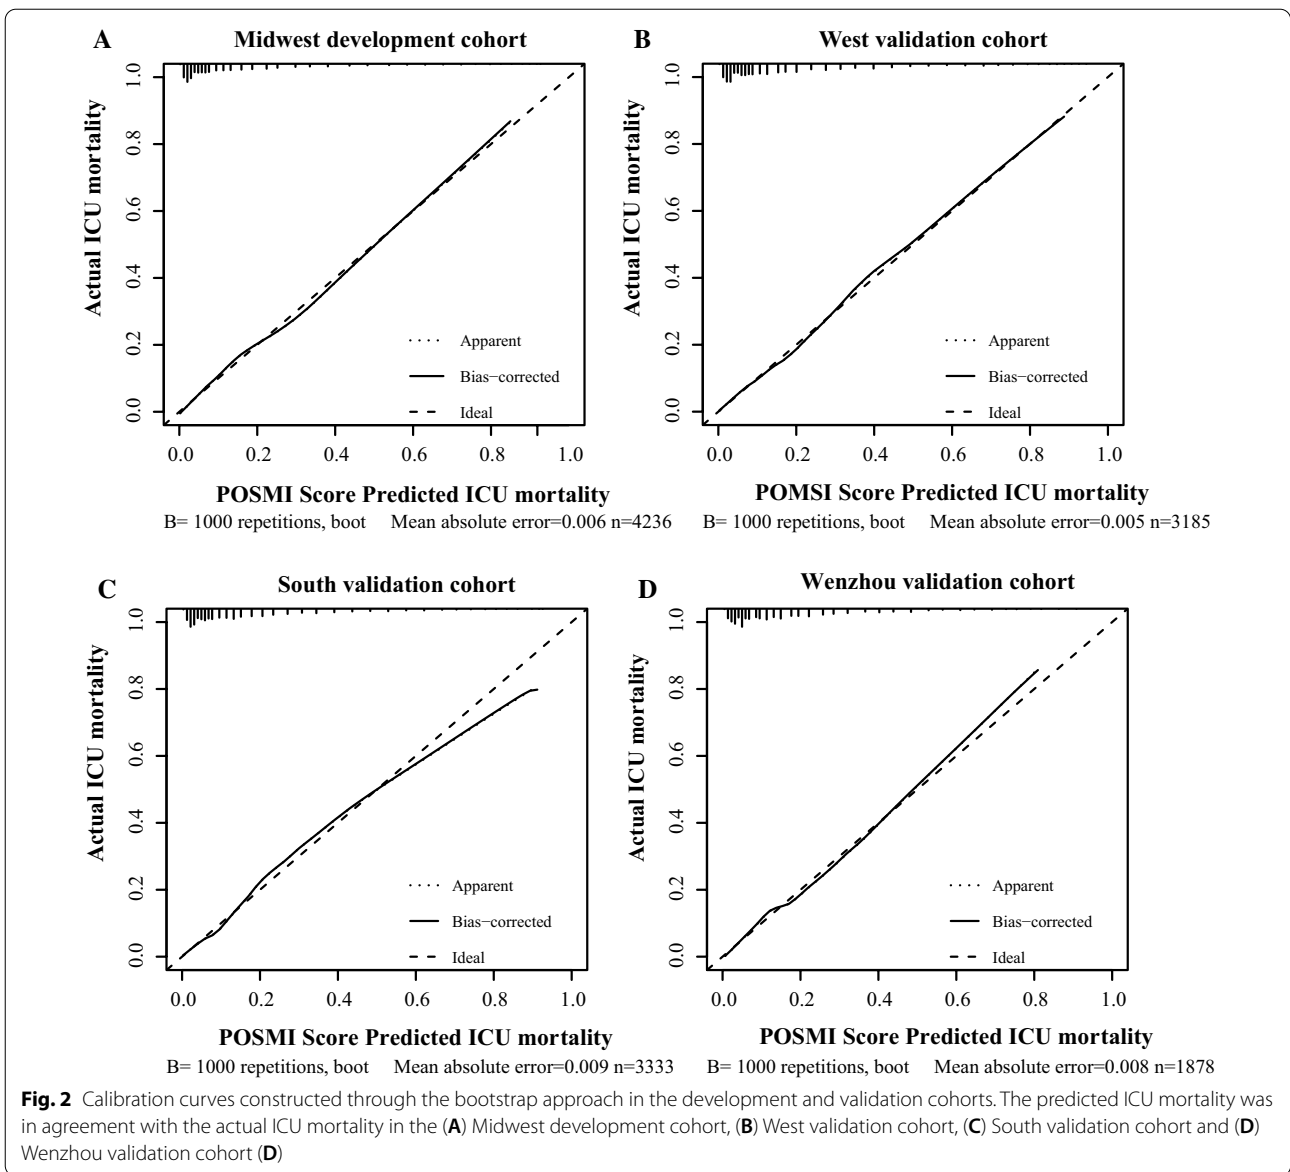 A
Midwest development cohort
Actual ICU mortality
1.0
0.8
0.6
0.4
0.2
0.0
Apparent
Bias-corrected
Ideal
0.0 0.2 0.4 0.6 0.8 1.0
POSMI Score Predicted ICU mortality
B= 1000 repetitions, boot Mean absolute error=0.006 n=4236
B
West validation cohort
Actual ICU mortality
1.0
0.8
0.6
0.4
0.2
0.0
Apparent
Bias-corrected
Ideal
0.0 0.2 0.4 0.6 0.8 1.0
POMSI Score Predicted ICU mortality
B= 1000 repetitions, boot Mean absolute error=0.005 n=3185
C
South validation cohort
Actual ICU mortality
1.0
0.8
0.6
0.4
0.2
0.0
Apparent
Bias-corrected
Ideal
0.0 0.2 0.4 0.6 0.8 1.0
POSMI Score Predicted ICU mortality
B= 1000 repetitions, boot Mean absolute error=0.009 n=3333
D
Wenzhou validation cohort
Actual ICU mortality
1.0
0.8
0.6
0.4
0.2
0.0
Apparent
Bias-corrected
Ideal
0.0 0.2 0.4 0.6 0.8 1.0
POSMI Score Predicted ICU mortality
B= 1000 repetitions, boot Mean absolute error=0.008 n=1878
Fig. 2 Calibration curves constructed through the bootstrap approach in the development and validation cohorts. The predicted ICU mortality was
in agreement with the actual ICU mortality in the (A) Midwest development cohort, (B) West validation cohort, (C) South validation cohort and (D)
Wenzhou validation cohort (D)